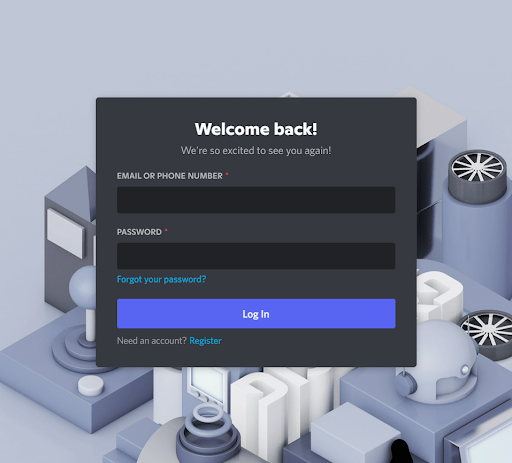 Welcome back!
We're so excited to see you again!
EMAIL OR PHONE NUMBER *
PASSWORD *
Forgot your password?
Log In
Need an account? Register